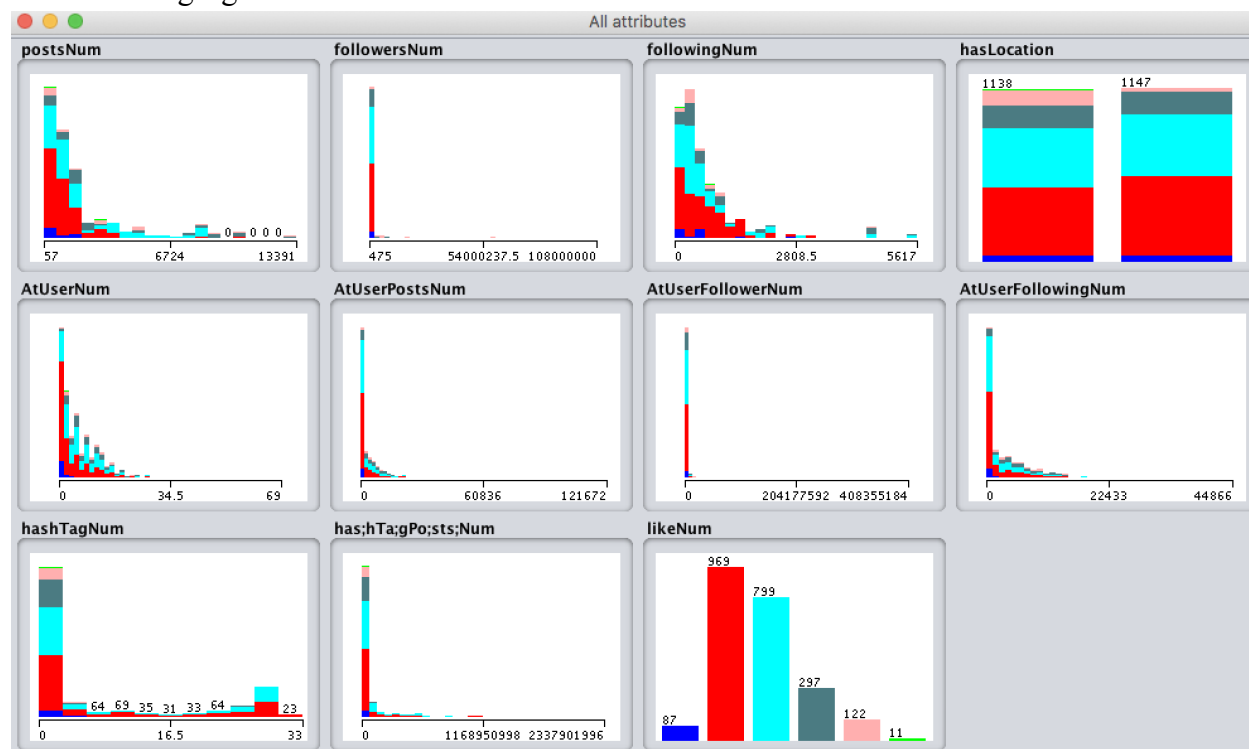 All attributes
postsNum
0 0 0 0
57 6724 13391
followersNum
475 54000237.5 108000000
followingNum
0 2808.5 5617
hasLocation
1138 1147
AtUserNum
0 34.5 69
AtUserPostsNum
0 60836 121672
AtUserFollowerNum
0 204177592 408355184
AtUserFollowingNum
0 22433 44866
hashTagNum
64 69 35 31 33 64 23
0 16.5 33
has;hTa;gPo;sts;Num
0 1168950998 2337901996
likeNum
87 969 799 297 122 11